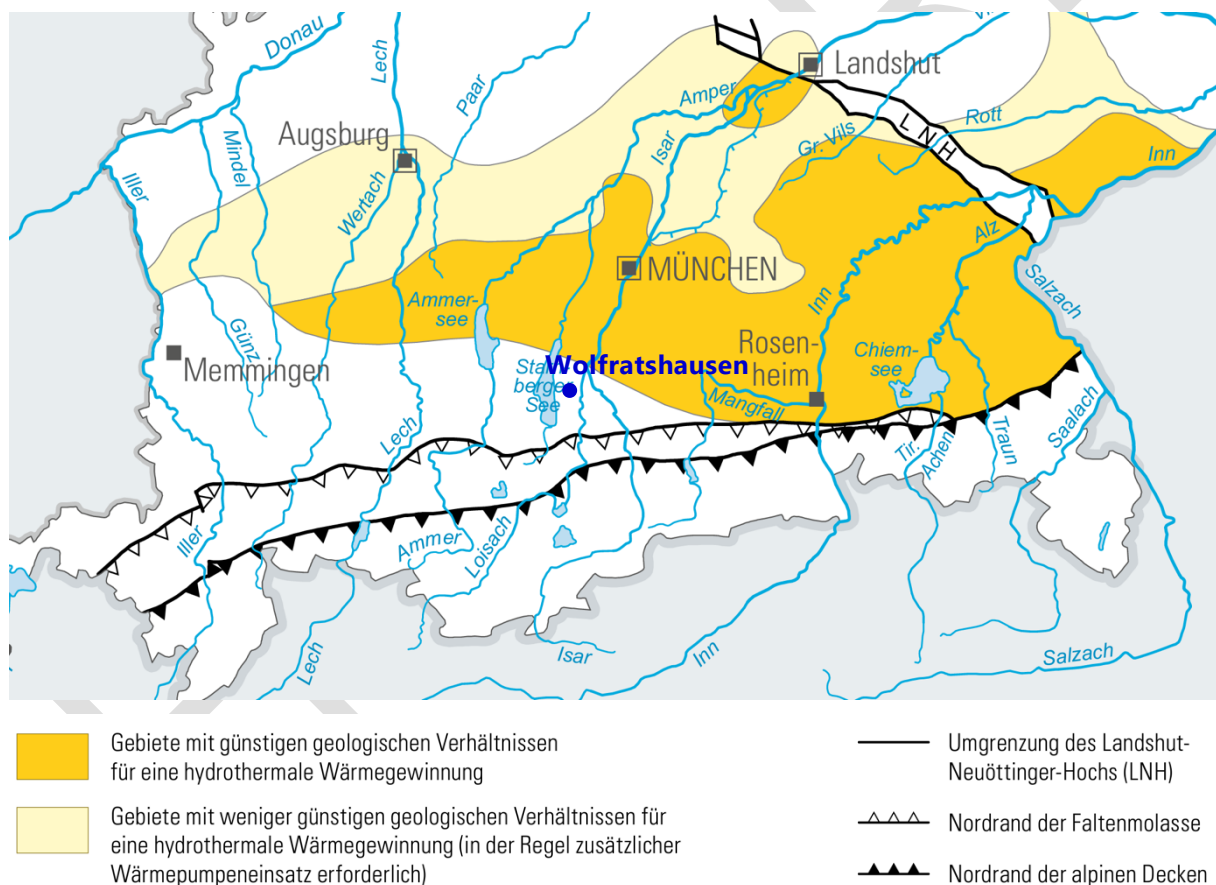 Donau
Lech
Paar
Amper
Landshut
Vils
Isar
Augsburg
Mindel
Gr. Vils
LNH
Rott
Inn
Iller
Wertach
Alz
MÜNCHEN
Inn
Salzach
Ammer-
see
Günz
Memmingen
Starn-
berger
See
Wolfratshausen
Rosen-
heim
Chiem-
see
Mangfall
Lech
Tir.
Achen
Traun
Saalach
Iller
Ammer
Loisach
Lech
Isar
Inn
Salzach
Gebiete mit günstigen geologischen Verhältnissen
für eine hydrothermale Wärmegewinnung
Gebiete mit weniger günstigen geologischen Verhältnissen für
eine hydrothermale Wärmegewinnung (in der Regel zusätzlicher
Wärmepumpeneinsatz erforderlich)
Umgrenzung des Landshut-
Neuöttinger-Hochs (LNH)
Nordrand der Faltenmolasse
Nordrand der alpinen Decken